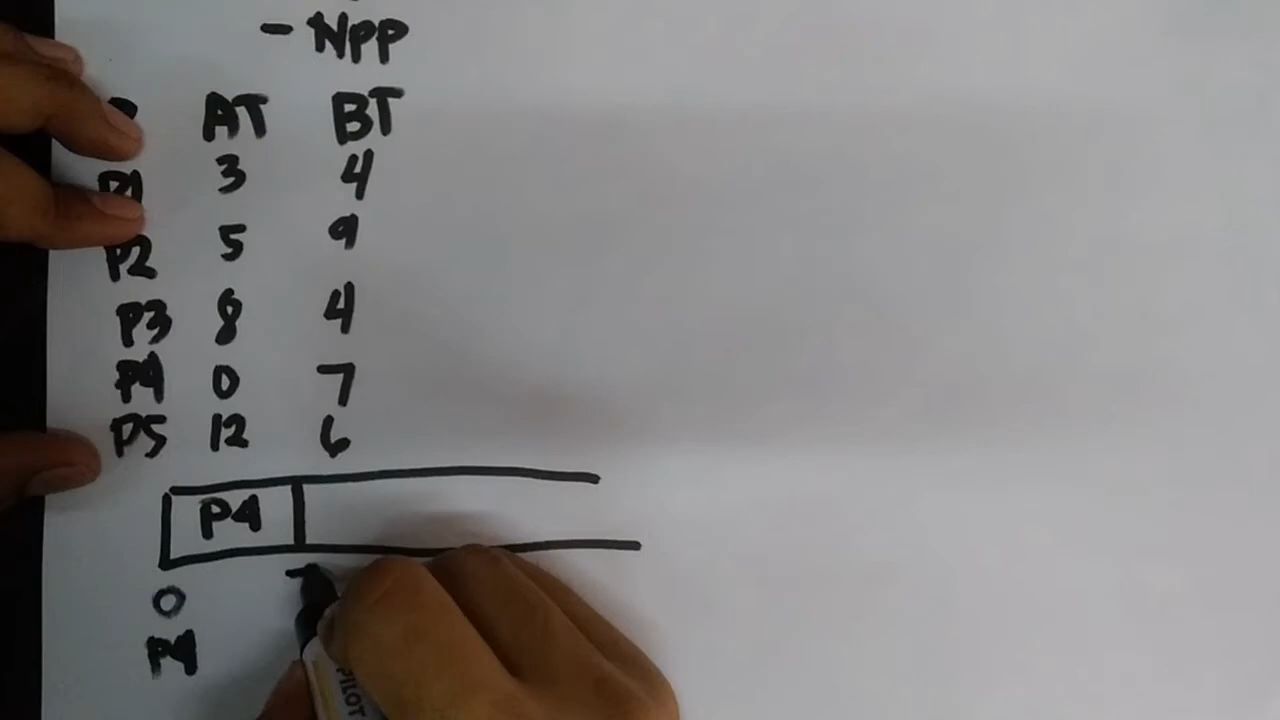 - NPP
AT BT
P1 3 4
P2 5 9
P3 8 4
P4 0 7
P5 12 6
P4
0
P4
PILOT